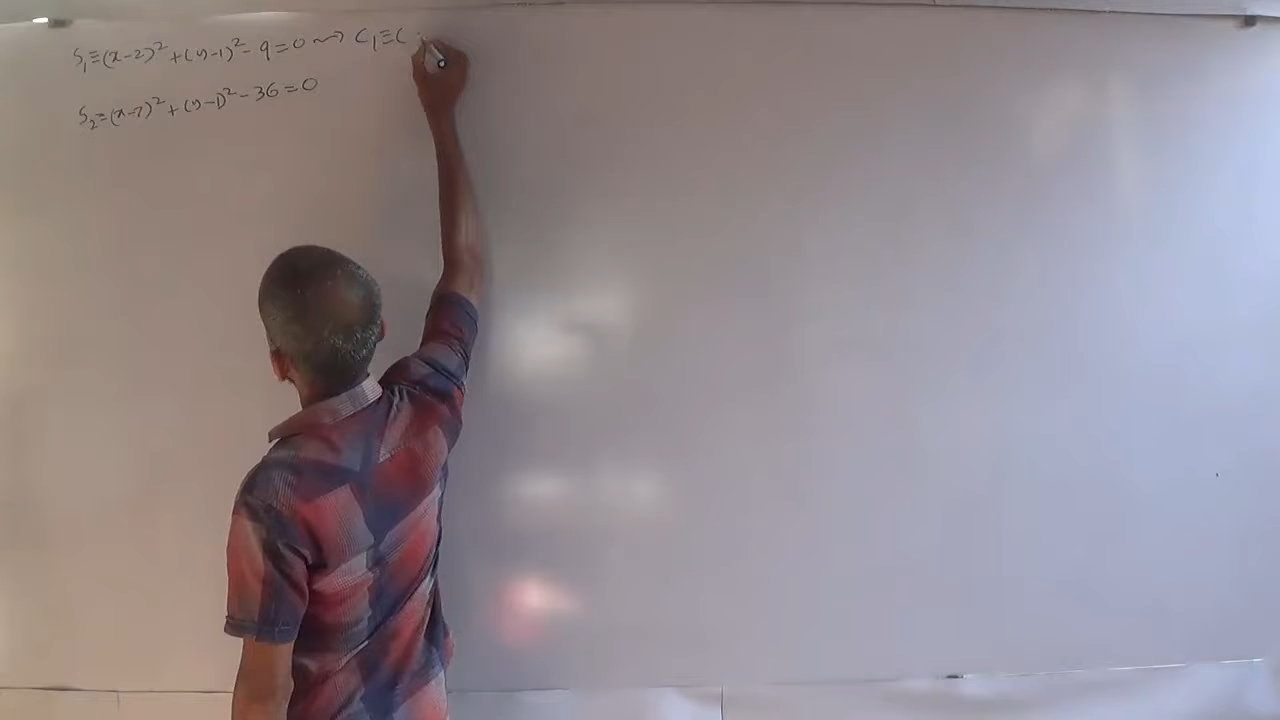 S₁≡(x-2)²+(y-1)²-9=0 ⇝ C₁≡(
S₂≡(x-7)²+(y-1)²-36=0